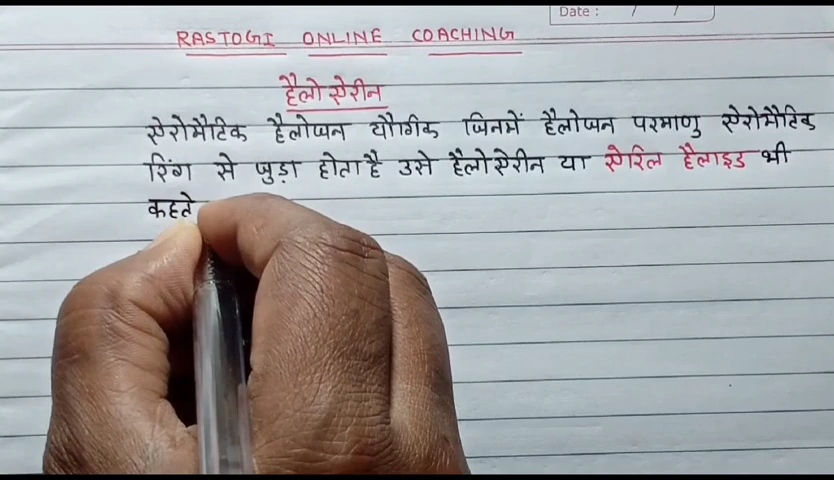 Date : / /
RASTOGI ONLINE COACHING
हैलोऐरीन
ऐरोमैटिक हैलोजन यौगिक जिनमें हैलोजन परमाणु ऐरोमैटिक
रिंग से जुड़ा होता है उसे हैलोऐरीन या ऐरिल हैलाइड भी
कहते